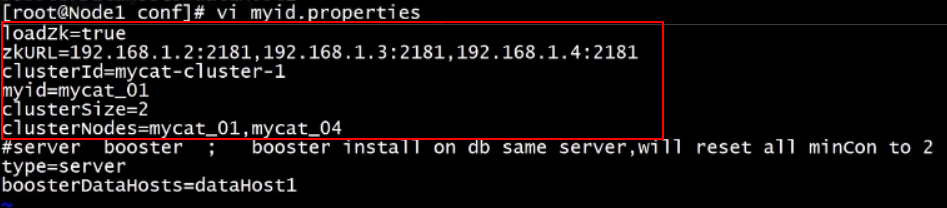 [root@Node1 conf]# vi myid.properties
loadZk=true
zkURL=192.168.1.2:2181,192.168.1.3:2181,192.168.1.4:2181
clusterId=mycat-cluster-1
myid=mycat_01
clusterSize=2
clusterNodes=mycat_01,mycat_04
#server  booster  ;   booster install on db same server,will reset all minCon to 2
type=server
boosterDataHosts=dataHost1
~